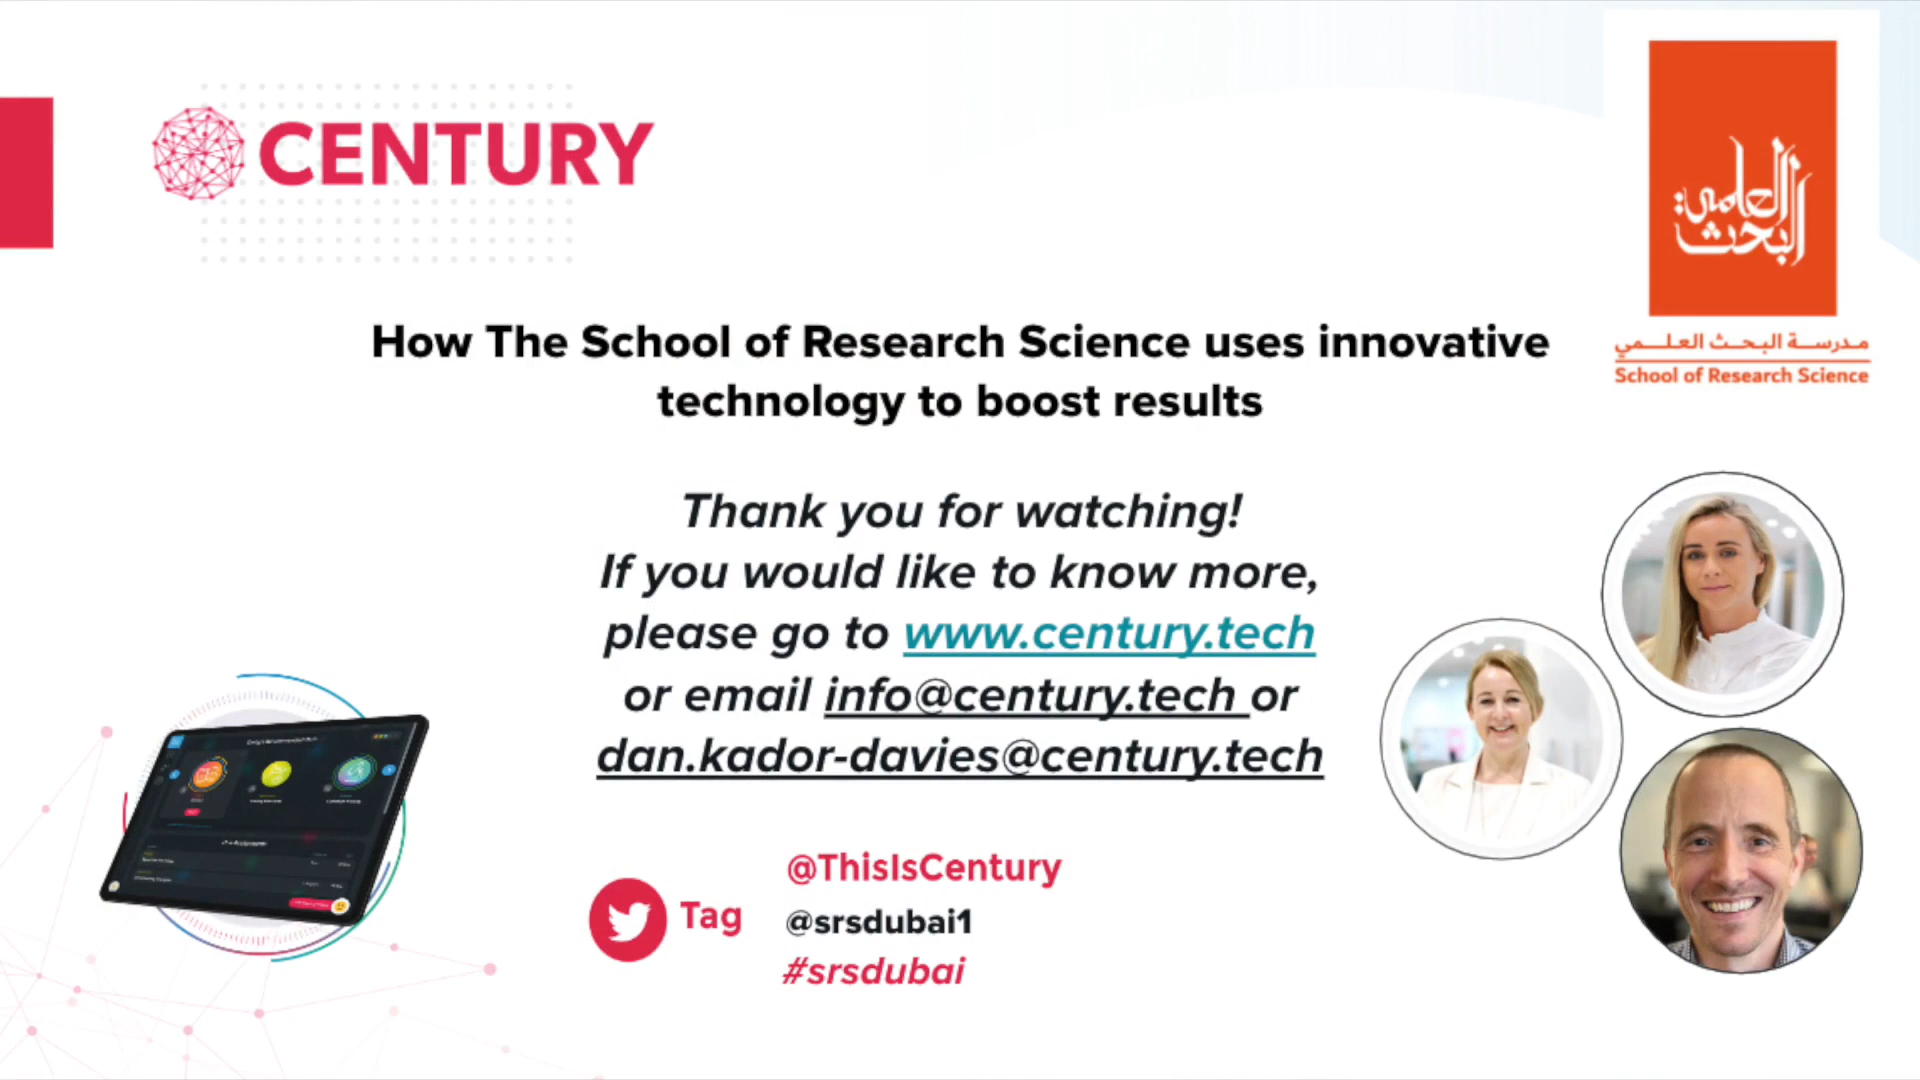 CENTURY
العلمي
البحث
مدرسة البحث العلمي
School of Research Science
How The School of Research Science uses innovative
technology to boost results
Thank you for watching!
If you would like to know more,
please go to www.century.tech
or email info@century.tech or
dan.kador-davies@century.tech
Tag
@ThisIsCentury
@srsdubai1
#srsdubai